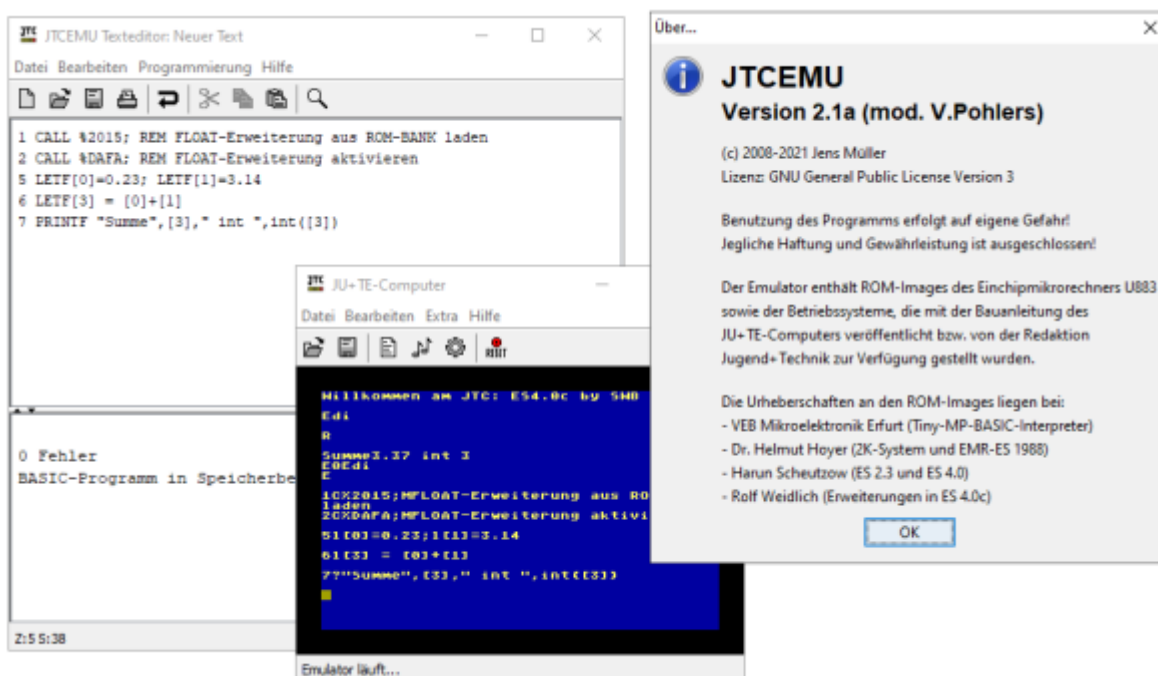 JTCEMU Texteditor: Neuer Text
Datei Bearbeiten Programmierung Hilfe
1 CALL %2015; REM FLOAT-Erweiterung aus ROM-BANK laden
2 CALL %DAFA; REM FLOAT-Erweiterung aktivieren
5 LETF[0]=0.23; LETF[1]=3.14
6 LETF[3] = [0]+[1]
7 PRINTF "Summe",[3]," int ",int([3])
0 Fehler
BASIC-Programm in Speicherbe
Z:5 S:38
JTC JU+TE-Computer
Datei Bearbeiten Extra Hilfe
RESET
Willkommen am JTC: ES4.0c by SWB
Edi
R
Summe3.37 int 3
E0Edi
E
1C%2015;MFLOAT-Erweiterung aus RO
laden
2C%DAFA;MFLOAT-Erweiterung aktivi
5l[0]=0.23;l[1]=3.14
6l[3] = [0]+[1]
7?"Summe",[3]," int ",int([3])
Emulator läuft...
Über...
JTCEMU
Version 2.1a (mod. V.Pohlers)
(c) 2008-2021 Jens Müller
Lizenz: GNU General Public License Version 3
Benutzung des Programms erfolgt auf eigene Gefahr!
Jegliche Haftung und Gewährleistung ist ausgeschlossen!
Der Emulator enthält ROM-Images des Einchipmikrorechners U883
sowie der Betriebssysteme, die mit der Bauanleitung des
JU+TE-Computers veröffentlicht bzw. von der Redaktion
Jugend+Technik zur Verfügung gestellt wurden.
Die Urheberschaften an den ROM-Images liegen bei:
- VEB Mikroelektronik Erfurt (Tiny-MP-BASIC-Interpreter)
- Dr. Helmut Hoyer (2K-System und EMR-ES 1988)
- Harun Scheutzow (ES 2.3 und ES 4.0)
- Rolf Weidlich (Erweiterungen in ES 4.0c)
OK